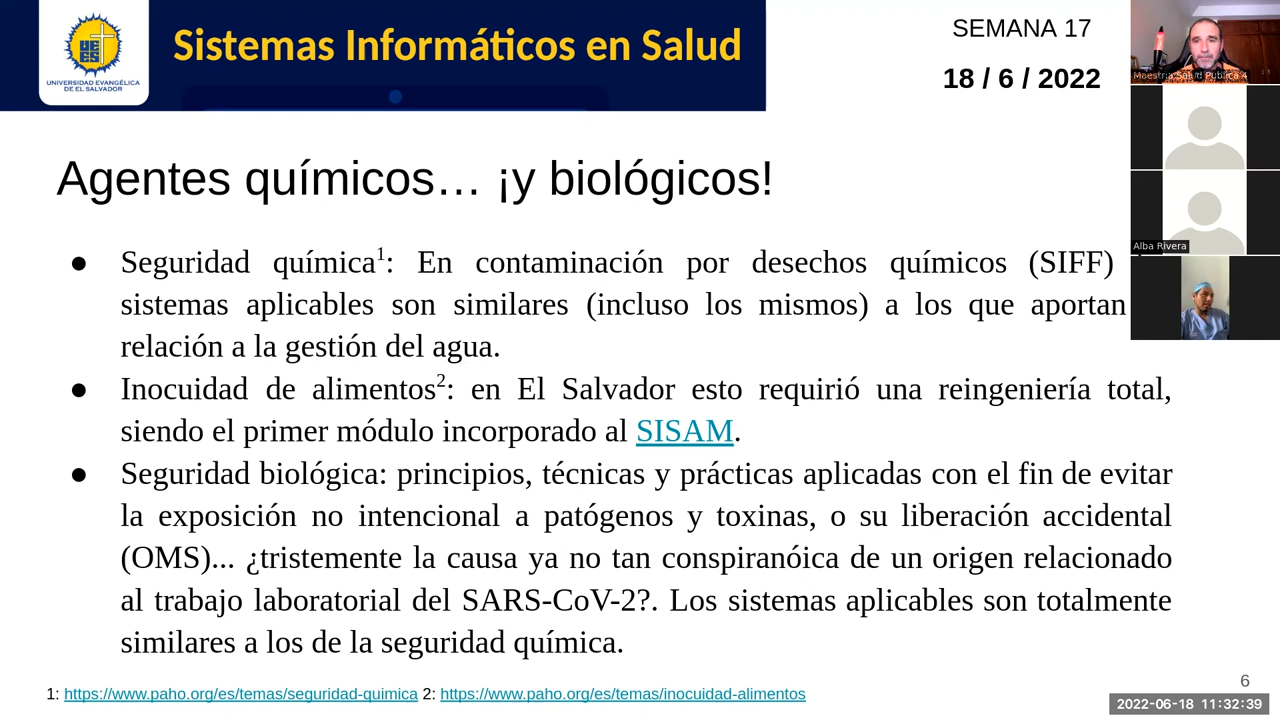 UNIVERSIDAD EVANGÉLICA
DE EL SALVADOR
Sistemas Informáticos en Salud
SEMANA 17
18 / 6 / 2022
Maestria Salud Publica 4
Alba Rivera
Agentes químicos… ¡y biológicos!
● Seguridad química1: En contaminación por desechos químicos (SIFF)
sistemas aplicables son similares (incluso los mismos) a los que aportan
relación a la gestión del agua.
● Inocuidad de alimentos2: en El Salvador esto requirió una reingeniería total,
siendo el primer módulo incorporado al SISAM.
● Seguridad biológica: principios, técnicas y prácticas aplicadas con el fin de evitar
la exposición no intencional a patógenos y toxinas, o su liberación accidental
(OMS)... ¿tristemente la causa ya no tan conspiranóica de un origen relacionado
al trabajo laboratorial del SARS-CoV-2?. Los sistemas aplicables son totalmente
similares a los de la seguridad química.
1: https://www.paho.org/es/temas/seguridad-quimica 2: https://www.paho.org/es/temas/inocuidad-alimentos
6
2022-06-18 11:32:39